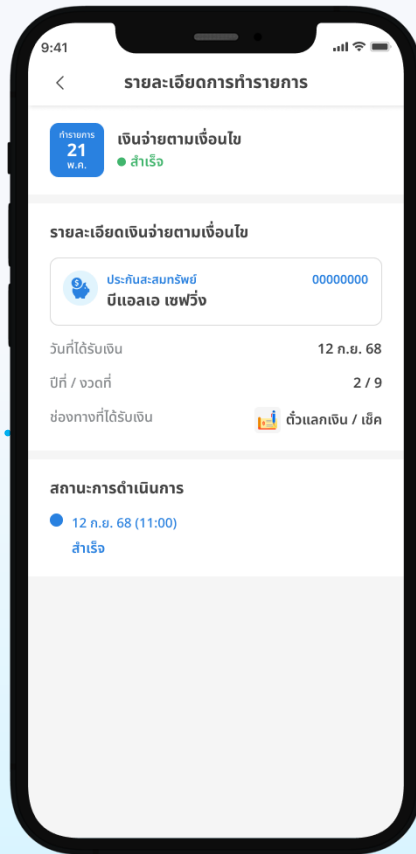 9:41
รายละเอียดการทำรายการ
ทำรายการ
21
พ.ค.
เงินจ่ายตามเงื่อนไข
สำเร็จ
รายละเอียดเงินจ่ายตามเงื่อนไข
ประกันสะสมทรัพย์ 00000000
บีแอลเอ เซฟวิ่ง
วันที่ได้รับเงิน 12 ก.ย. 68
ปีที่ / งวดที่ 2 / 9
ช่องทางที่ได้รับเงิน ตั๋วแลกเงิน / เช็ค
สถานะการดำเนินการ
12 ก.ย. 68 (11:00)
สำเร็จ